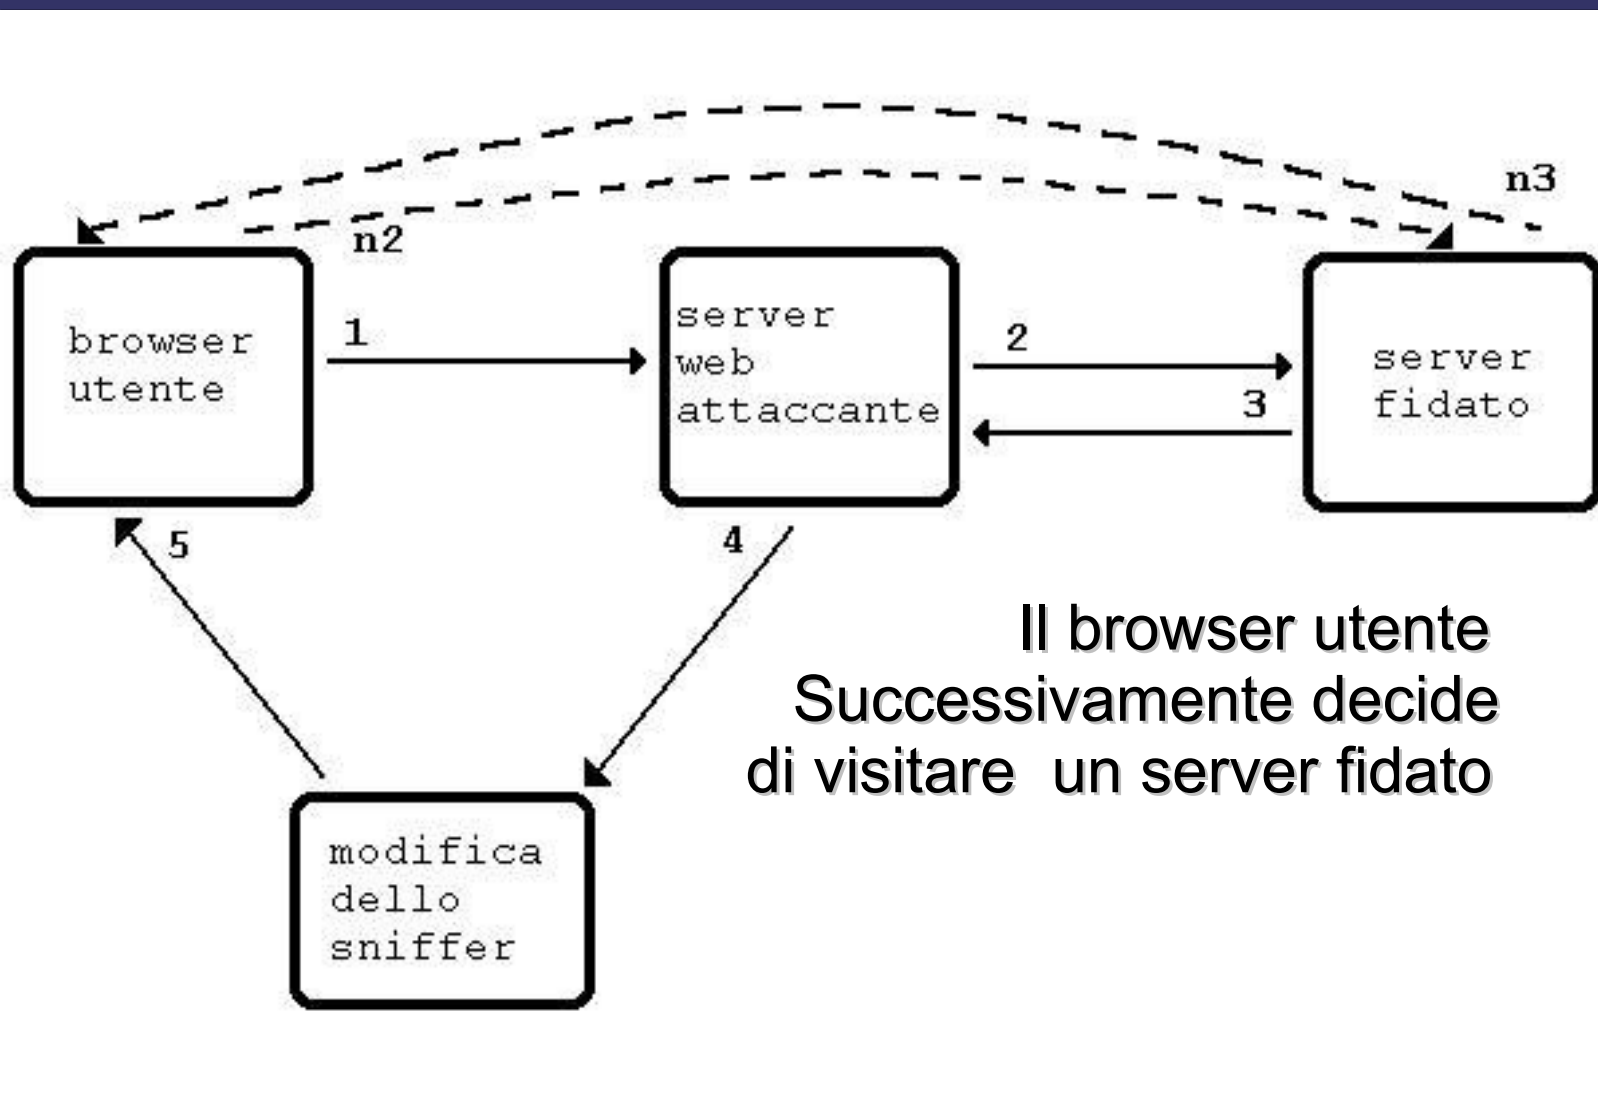 n3
n2
browser
utente
1
server
web
attaccante
2
3
server
fidato
5
4
Il browser utente
Successivamente decide
di visitare un server fidato
modifica
dello
sniffer